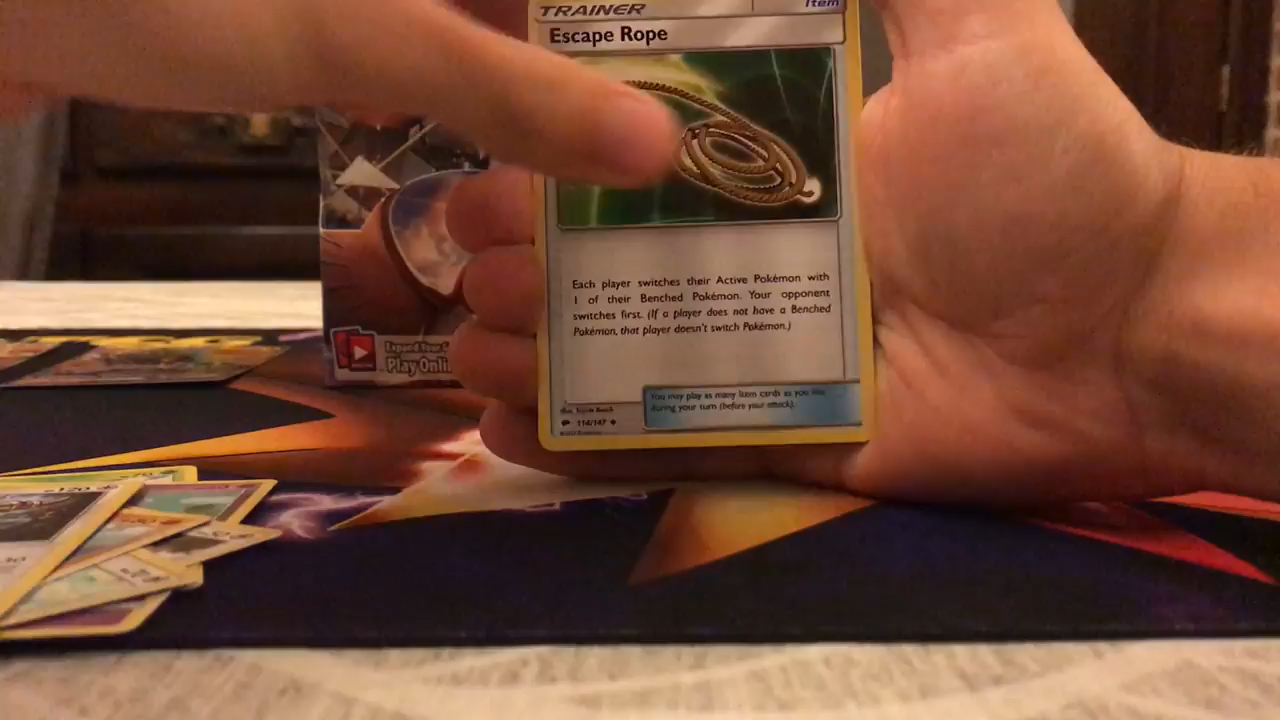 TRAINER
Item
Escape Rope
Each player switches their Active Pokémon with
1 of their Benched Pokémon. Your opponent
switches first. (If a player does not have a Benched
Pokémon, that player doesn't switch Pokémon.)
You may play as many Item cards as you like
during your turn (before your attack).
114/147
Expand Your
Play Onli